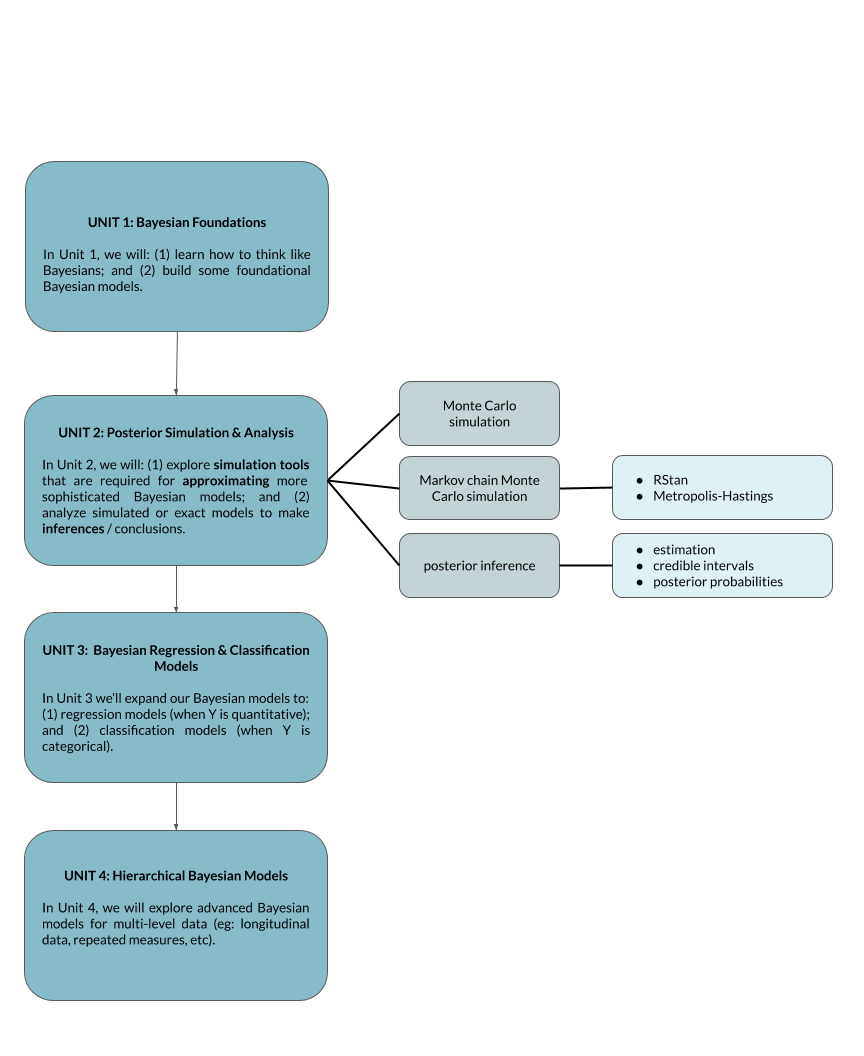 UNIT 1: Bayesian Foundations
In Unit 1, we will: (1) learn how to think like
Bayesians; and (2) build some foundational
Bayesian models.
UNIT 2: Posterior Simulation & Analysis
In Unit 2, we will: (1) explore simulation tools
that are required for approximating more
sophisticated Bayesian models; and (2)
analyze simulated or exact models to make
inferences / conclusions.
Monte Carlo
simulation
Markov chain Monte
Carlo simulation
● RStan
● Metropolis-Hastings
posterior inference
● estimation
● credible intervals
● posterior probabilities
UNIT 3: Bayesian Regression & Classification
Models
In Unit 3 we'll expand our Bayesian models to:
(1) regression models (when Y is quantitative);
and (2) classification models (when Y is
categorical).
UNIT 4: Hierarchical Bayesian Models
In Unit 4, we will explore advanced Bayesian
models for multi-level data (eg: longitudinal
data, repeated measures, etc).